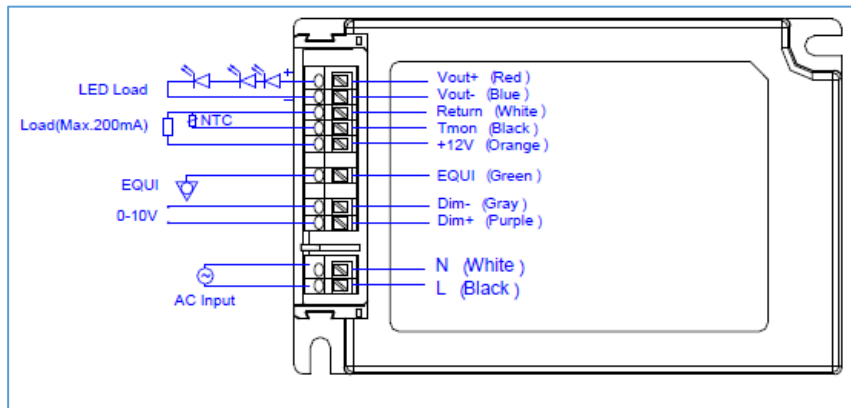 LED Load
+
−
Vout+ (Red)
Vout- (Blue)
Return (White)
NTC
Load(Max.200mA)
Tmon (Black)
+12V (Orange)
EQUI
EQUI (Green)
0-10V
Dim- (Gray)
Dim+ (Purple)
AC Input
N (White)
L (Black)